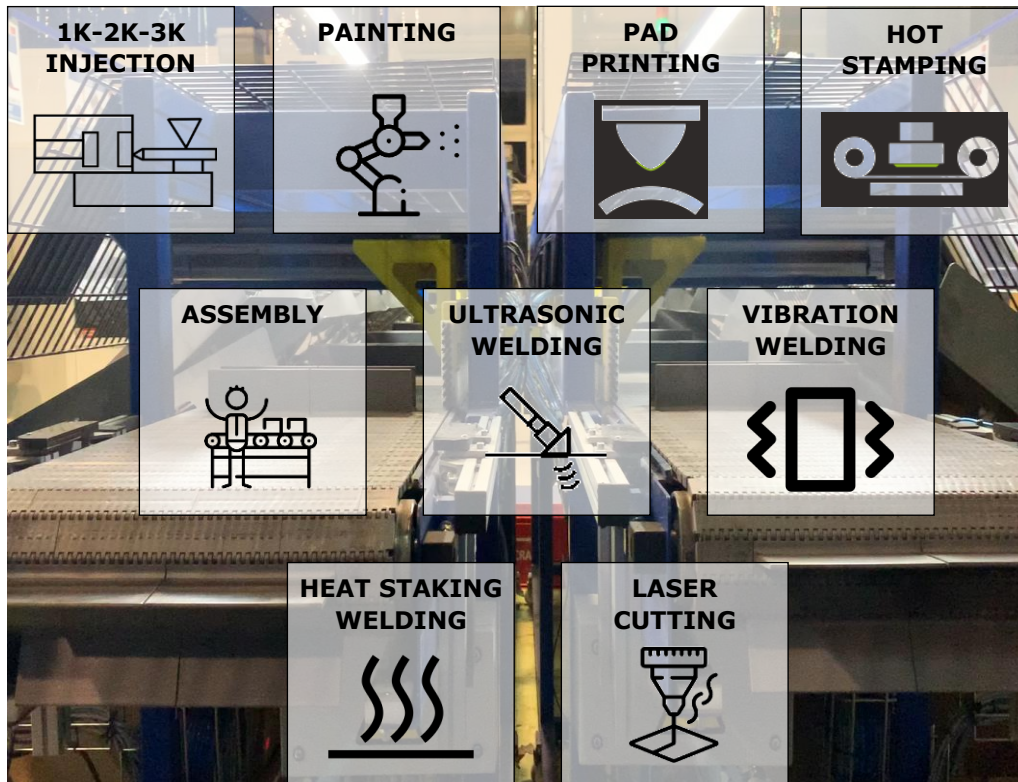 1K-2K-3K
INJECTION
PAINTING
PAD
PRINTING
HOT
STAMPING
ASSEMBLY
ULTRASONIC
WELDING
VIBRATION
WELDING
HEAT STAKING
WELDING
LASER
CUTTING